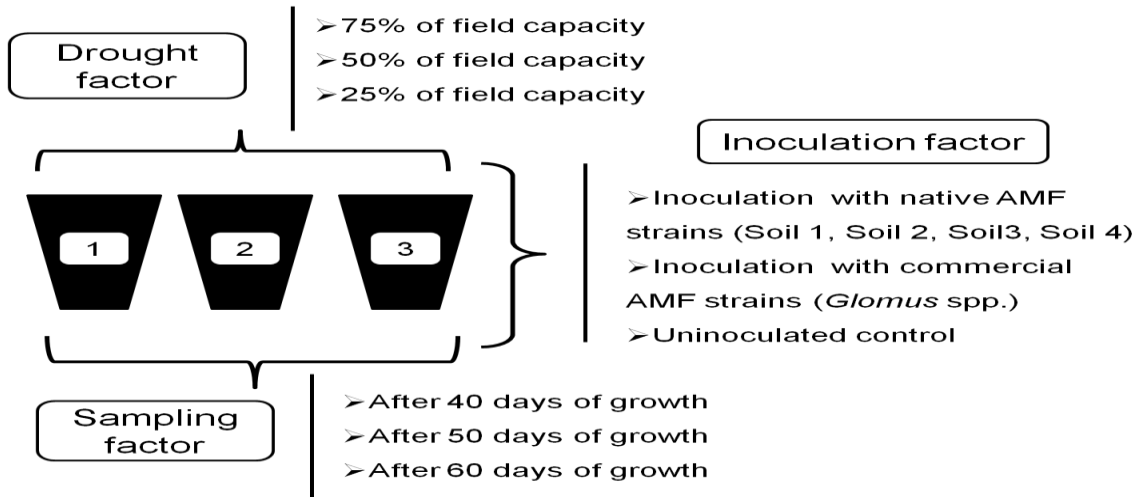 Drought
factor
➢75% of field capacity
➢50% of field capacity
➢25% of field capacity
Inoculation factor
1
2
3
➢Inoculation with native AMF
strains (Soil 1, Soil 2, Soil3, Soil 4)
➢Inoculation with commercial
AMF strains (Glomus spp.)
➢Uninoculated control
Sampling
factor
➢After 40 days of growth
➢After 50 days of growth
➢After 60 days of growth